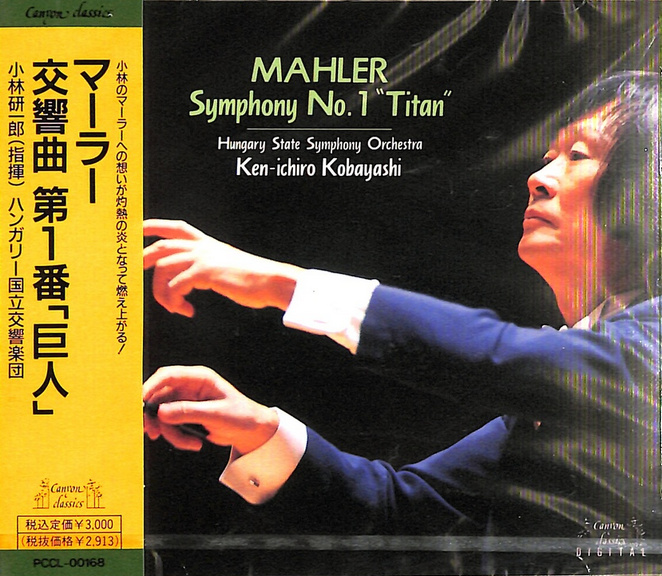 Canyon classics
小林のマーラーへの想いが灼熱の炎となって燃え上がる!
マーラー
交響曲 第1番「巨人」
小林研一郎(指揮) ハンガリー国立交響楽団
Canyon
classics
税込定価¥3,000
(税抜価格¥2,913)
PCCL-00168
MAHLER
Symphony No.1 "Titan"
Hungary State Symphony Orchestra
Ken-ichiro Kobayashi
Canyon
classics
DIGITAL